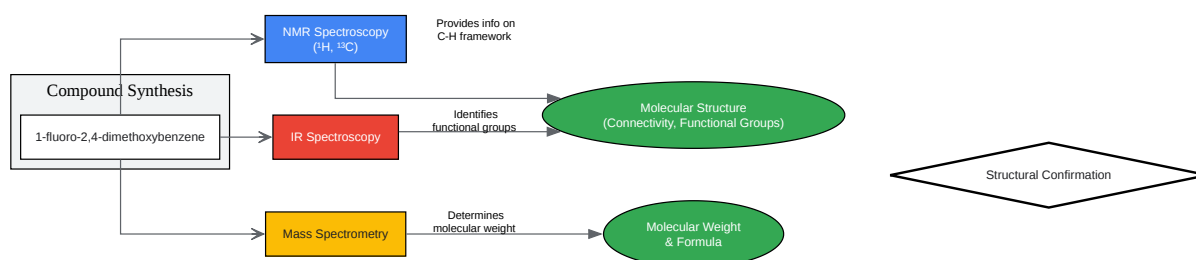 NMR Spectroscopy
(¹H, ¹³C)
Provides info on
C-H framework
Compound Synthesis
1-fluoro-2,4-dimethoxybenzene
IR Spectroscopy
Identifies
functional groups
Molecular Structure
(Connectivity, Functional Groups)
Structural Confirmation
Mass Spectrometry
Determines
molecular weight
Molecular Weight
& Formula